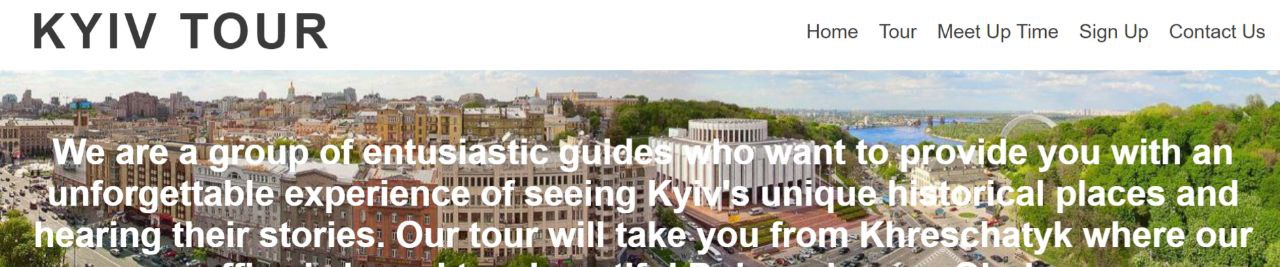 KYIV TOUR
Home Tour Meet Up Time Sign Up Contact Us
We are a group of entusiastic guides who want to provide you with an
unforgettable experience of seeing Kyiv's unique historical places and
hearing their stories. Our tour will take you from Khreschatyk where our